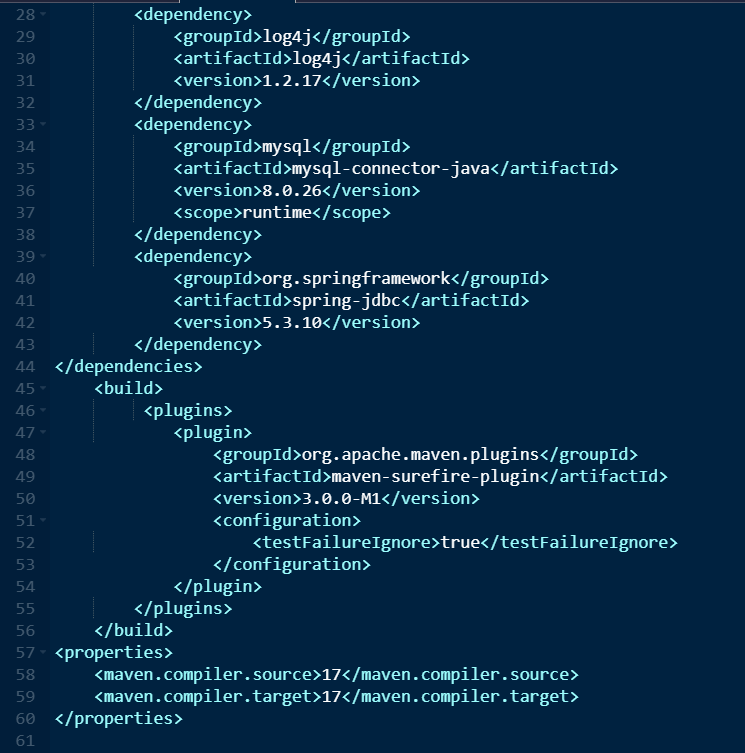 28 <dependency>
29 <groupId>log4j</groupId>
30 <artifactId>log4j</artifactId>
31 <version>1.2.17</version>
32 </dependency>
33 <dependency>
34 <groupId>mysql</groupId>
35 <artifactId>mysql-connector-java</artifactId>
36 <version>8.0.26</version>
37 <scope>runtime</scope>
38 </dependency>
39 <dependency>
40 <groupId>org.springframework</groupId>
41 <artifactId>spring-jdbc</artifactId>
42 <version>5.3.10</version>
43 </dependency>
44 </dependencies>
45 <build>
46 <plugins>
47 <plugin>
48 <groupId>org.apache.maven.plugins</groupId>
49 <artifactId>maven-surefire-plugin</artifactId>
50 <version>3.0.0-M1</version>
51 <configuration>
52 <testFailureIgnore>true</testFailureIgnore>
53 </configuration>
54 </plugin>
55 </plugins>
56 </build>
57 <properties>
58 <maven.compiler.source>17</maven.compiler.source>
59 <maven.compiler.target>17</maven.compiler.target>
60 </properties>
61